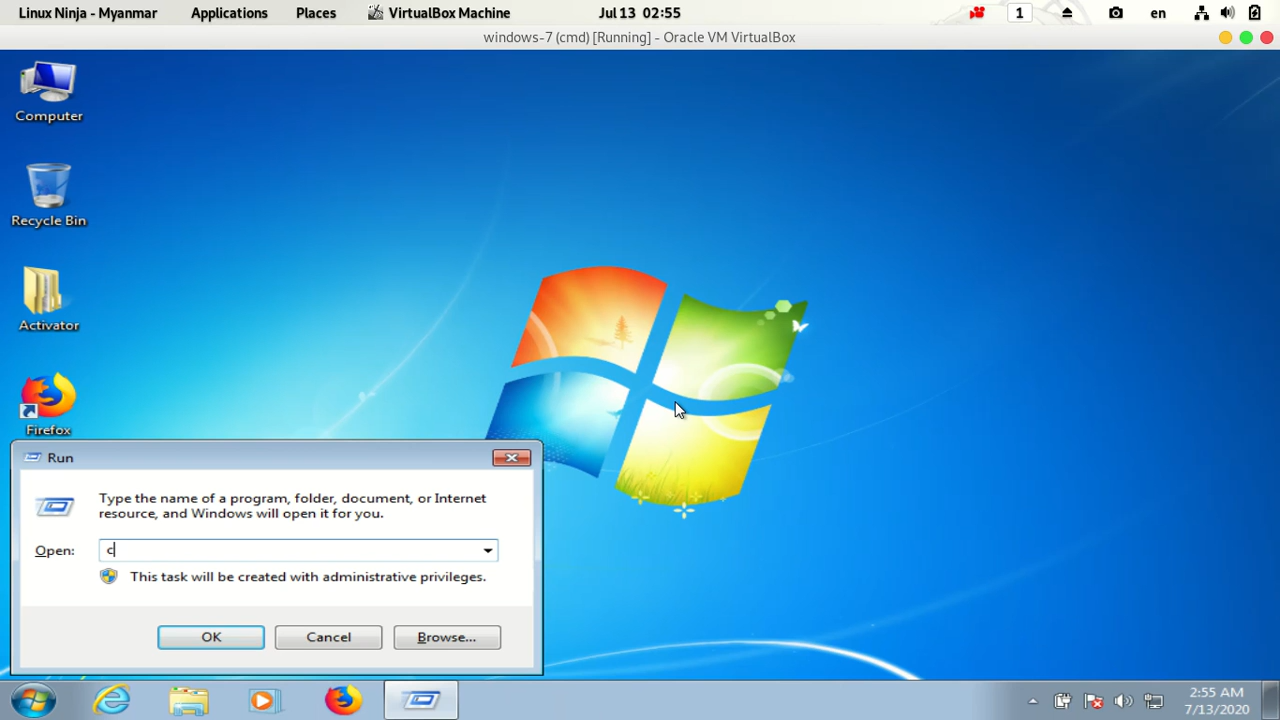 Linux Ninja - Myanmar Applications Places VirtualBox Machine Jul 13 02:55 1 en
windows-7 (cmd) [Running] - Oracle VM VirtualBox
Computer
Recycle Bin
Activator
Firefox
Run
Type the name of a program, folder, document, or Internet
resource, and Windows will open it for you.
Open: c
This task will be created with administrative privileges.
OK Cancel Browse...
2:55 AM
7/13/2020